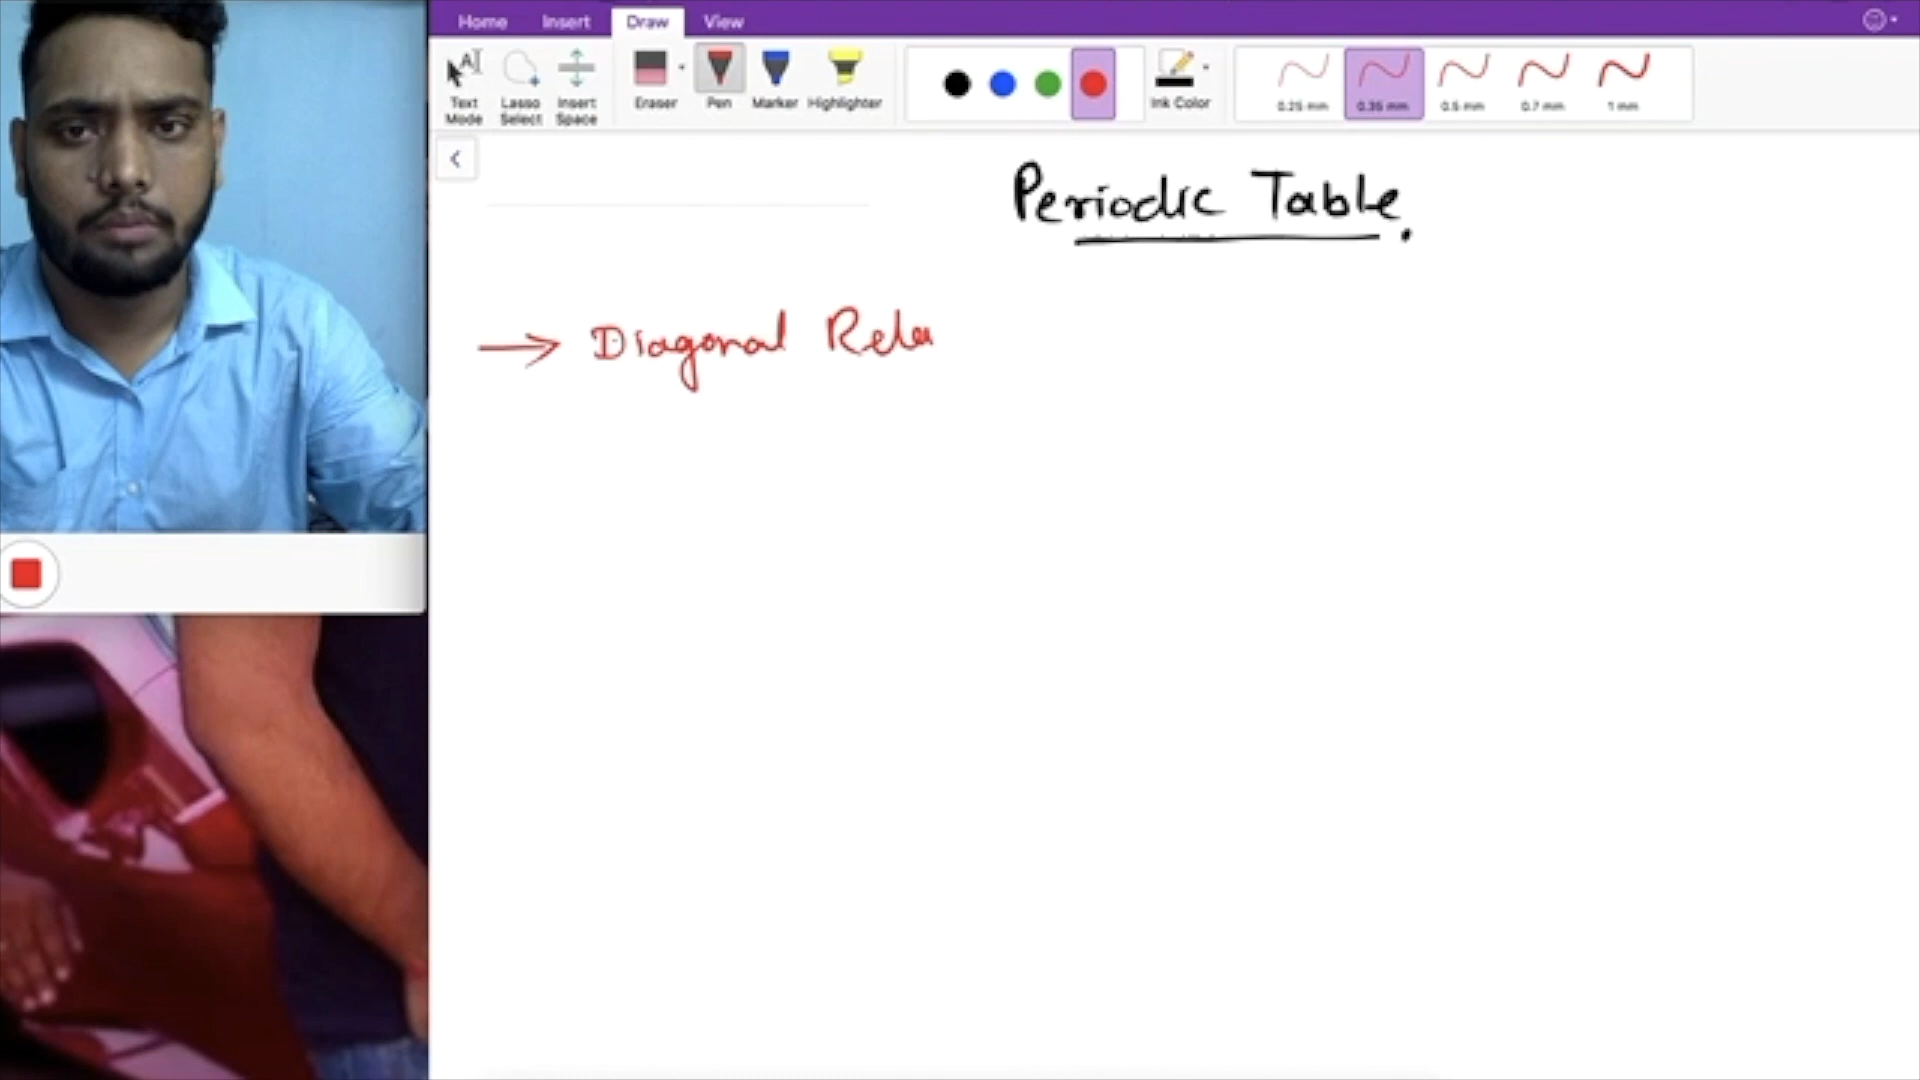 Home Insert Draw View
Text Mode Lasso Select Insert Space Eraser Pen Marker Highlighter Ink Color 0.25 mm 0.35 mm 0.5 mm 0.7 mm 1 mm
Periodic Table.
→ Diagonal Rela